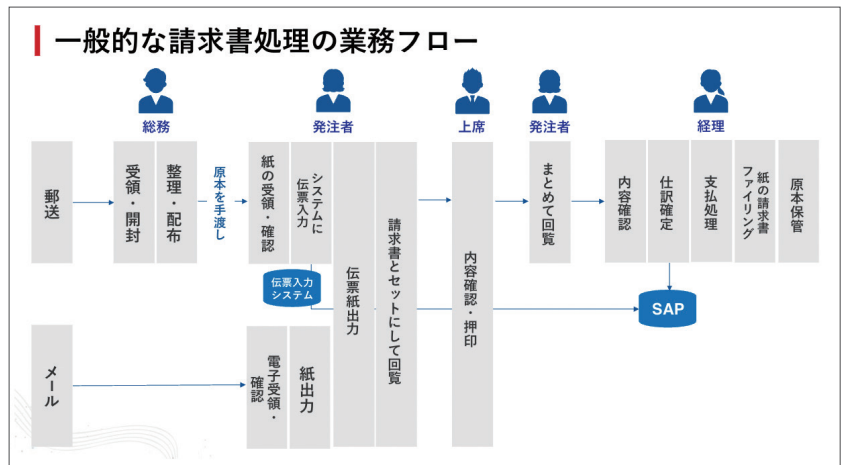 一般的な請求書処理の業務フロー
総務
発注者
上席
発注者
経理
郵送
受領・開封
整理・配布
原本を手渡し
紙の受領・確認
システムに
伝票入力
伝票入力
システム
伝票紙出力
請求書とセットにして回覧
内容確認・押印
まとめて回覧
内容確認
仕訳確定
支払処理
紙の請求書
ファイリング
原本保管
SAP
メール
電子受領・
確認
紙出力